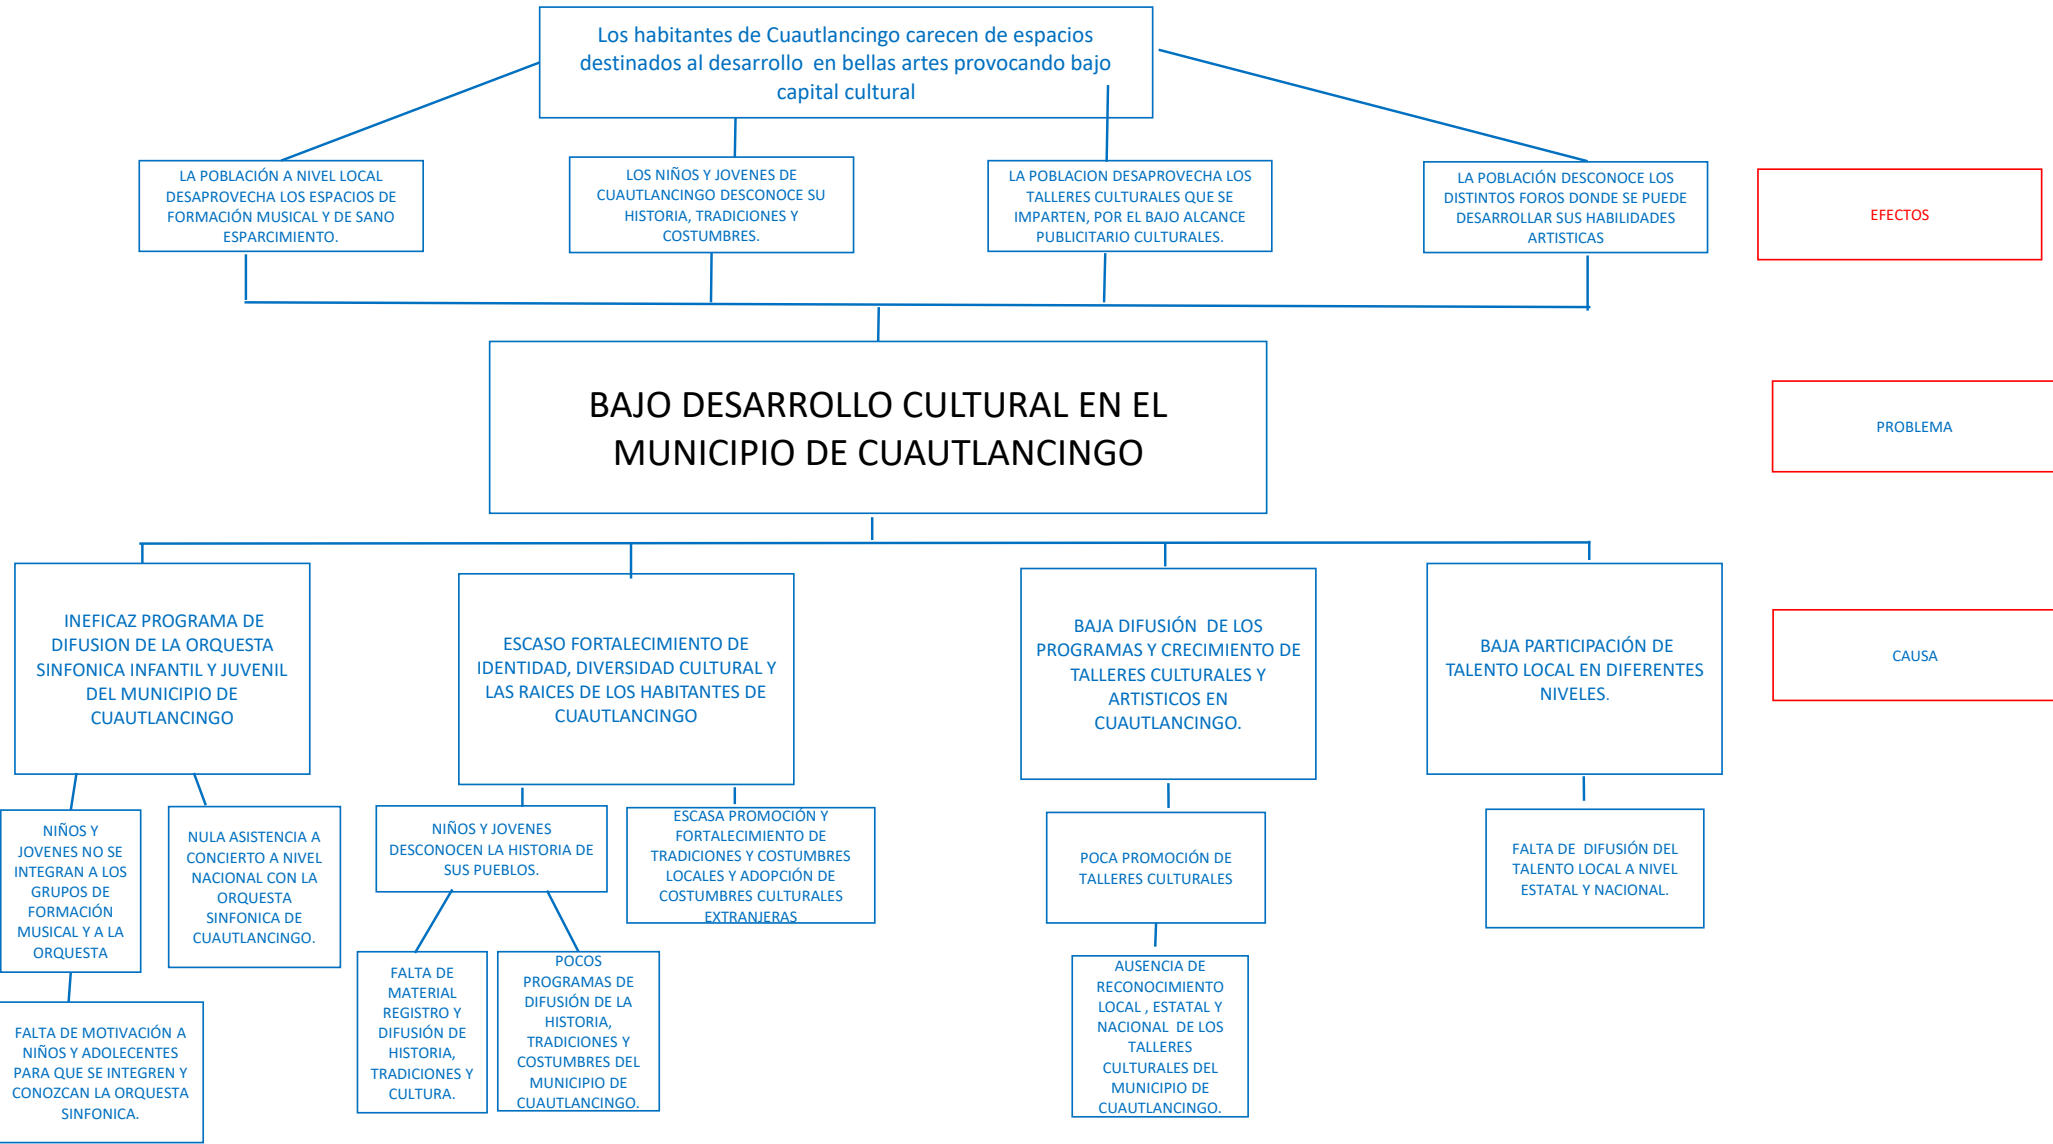 Los habitantes de Cuautlancingo carecen de espacios
destinados al desarrollo  en bellas artes provocando bajo
capital cultural
LA POBLACIÓN A NIVEL LOCAL
DESAPROVECHA LOS ESPACIOS DE
FORMACIÓN MUSICAL Y DE SANO
ESPARCIMIENTO.
LOS NIÑOS Y JOVENES DE
CUAUTLANCINGO DESCONOCE SU
HISTORIA, TRADICIONES Y
COSTUMBRES.
LA POBLACION DESAPROVECHA LOS
TALLERES CULTURALES QUE SE
IMPARTEN, POR EL BAJO ALCANCE
PUBLICITARIO CULTURALES.
LA POBLACIÓN DESCONOCE LOS
DISTINTOS FOROS DONDE SE PUEDE
DESARROLLAR SUS HABILIDADES
ARTISTICAS
EFECTOS
BAJO DESARROLLO CULTURAL EN EL
MUNICIPIO DE CUAUTLANCINGO
PROBLEMA
INEFICAZ PROGRAMA DE
DIFUSION DE LA ORQUESTA
SINFONICA INFANTIL Y JUVENIL
DEL MUNICIPIO DE
CUAUTLANCINGO
ESCASO FORTALECIMIENTO DE
IDENTIDAD, DIVERSIDAD CULTURAL Y
LAS RAICES DE LOS HABITANTES DE
CUAUTLANCINGO
BAJA DIFUSIÓN  DE LOS
PROGRAMAS Y CRECIMIENTO DE
TALLERES CULTURALES Y
ARTISTICOS EN
CUAUTLANCINGO.
BAJA PARTICIPACIÓN DE
TALENTO LOCAL EN DIFERENTES
NIVELES.
CAUSA
NIÑOS Y
JOVENES NO SE
INTEGRAN A LOS
GRUPOS DE
FORMACIÓN
MUSICAL Y A LA
ORQUESTA
NULA ASISTENCIA A
CONCIERTO A NIVEL
NACIONAL CON LA
ORQUESTA
SINFONICA DE
CUAUTLANCINGO.
NIÑOS Y JOVENES
DESCONOCEN LA HISTORIA DE
SUS PUEBLOS.
ESCASA PROMOCIÓN Y
FORTALECIMIENTO DE
TRADICIONES Y COSTUMBRES
LOCALES Y ADOPCIÓN DE
COSTUMBRES CULTURALES
EXTRANJERAS
POCA PROMOCIÓN DE
TALLERES CULTURALES
FALTA DE  DIFUSIÓN DEL
TALENTO LOCAL A NIVEL
ESTATAL Y NACIONAL.
FALTA DE MOTIVACIÓN A
NIÑOS Y ADOLECENTES
PARA QUE SE INTEGREN Y
CONOZCAN LA ORQUESTA
SINFONICA.
FALTA DE
MATERIAL
REGISTRO Y
DIFUSIÓN DE
HISTORIA,
TRADICIONES Y
CULTURA.
POCOS
PROGRAMAS DE
DIFUSIÓN DE LA
HISTORIA,
TRADICIONES Y
COSTUMBRES DEL
MUNICIPIO DE
CUAUTLANCINGO.
AUSENCIA DE
RECONOCIMIENTO
LOCAL , ESTATAL Y
NACIONAL  DE LOS
TALLERES
CULTURALES DEL
MUNICIPIO DE
CUAUTLANCINGO.